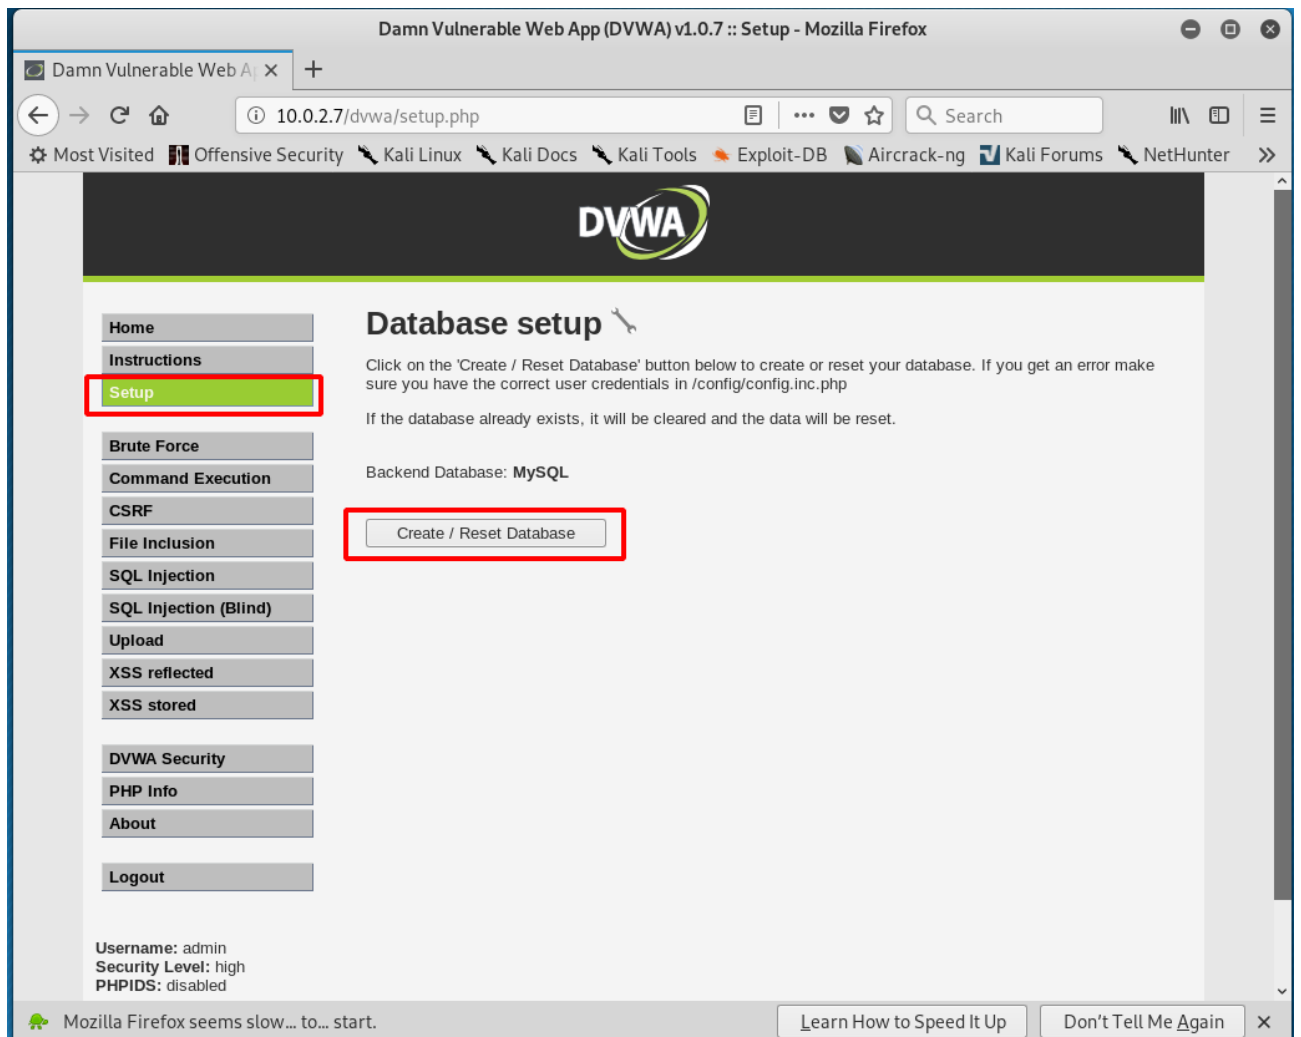 Damn Vulnerable Web App (DVWA) v1.0.7 :: Setup - Mozilla Firefox
Damn Vulnerable Web Ap
10.0.2.7/dvwa/setup.php
Search
Most Visited Offensive Security Kali Linux Kali Docs Kali Tools Exploit-DB Aircrack-ng Kali Forums NetHunter
DVWA
Home
Instructions
Setup
Brute Force
Command Execution
CSRF
File Inclusion
SQL Injection
SQL Injection (Blind)
Upload
XSS reflected
XSS stored
DVWA Security
PHP Info
About
Logout
Username: admin
Security Level: high
PHPIDS: disabled
Database setup
Click on the 'Create / Reset Database' button below to create or reset your database. If you get an error make
sure you have the correct user credentials in /config/config.inc.php
If the database already exists, it will be cleared and the data will be reset.
Backend Database: MySQL
Create / Reset Database
Mozilla Firefox seems slow... to... start.
Learn How to Speed It Up
Don't Tell Me Again